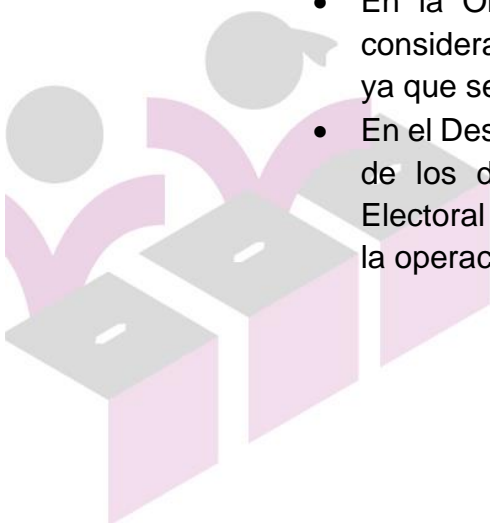 • En la
considera
ya que se
• En el Des
de los d
Electoral
la operac